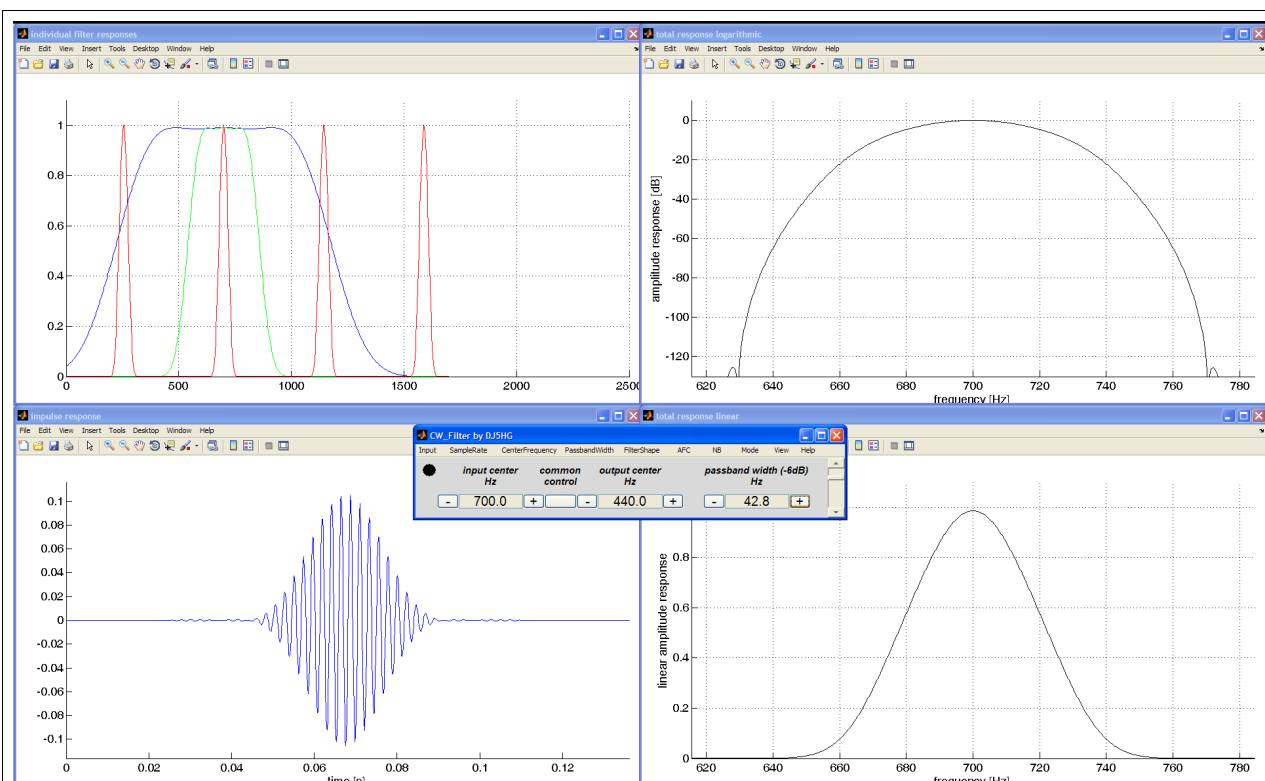 individual filter responses
File Edit View Insert Tools Desktop Window Help
1
0.8
0.6
0.4
0.2
0
0 500 1000 1500 2000 2500
total response logarithmic
File Edit View Insert Tools Desktop Window Help
amplitude response [dB]
0
-20
-40
-60
-80
-100
-120
620 640 660 680 700 720 740 760 780
frequency [Hz]
impulse response
File Edit View Insert Tools Desktop Window Help
0.1
0.08
0.06
0.04
0.02
0
-0.02
-0.04
-0.06
-0.08
-0.1
0 0.02 0.04 0.06 0.08 0.1 0.12
CW_Filter by DJ5HG
Input SampleRate CenterFrequency PassbandWidth FilterShape AFC NB Mode View Help
input center common output center passband width (-6dB)
Hz control Hz Hz
- 700.0 + - 440.0 + - 42.8 +
total response linear
Tools Desktop Window Help
linear amplitude response
0.8
0.6
0.4
0.2
0
620 640 660 680 700 720 740 760 780
frequency [Hz]